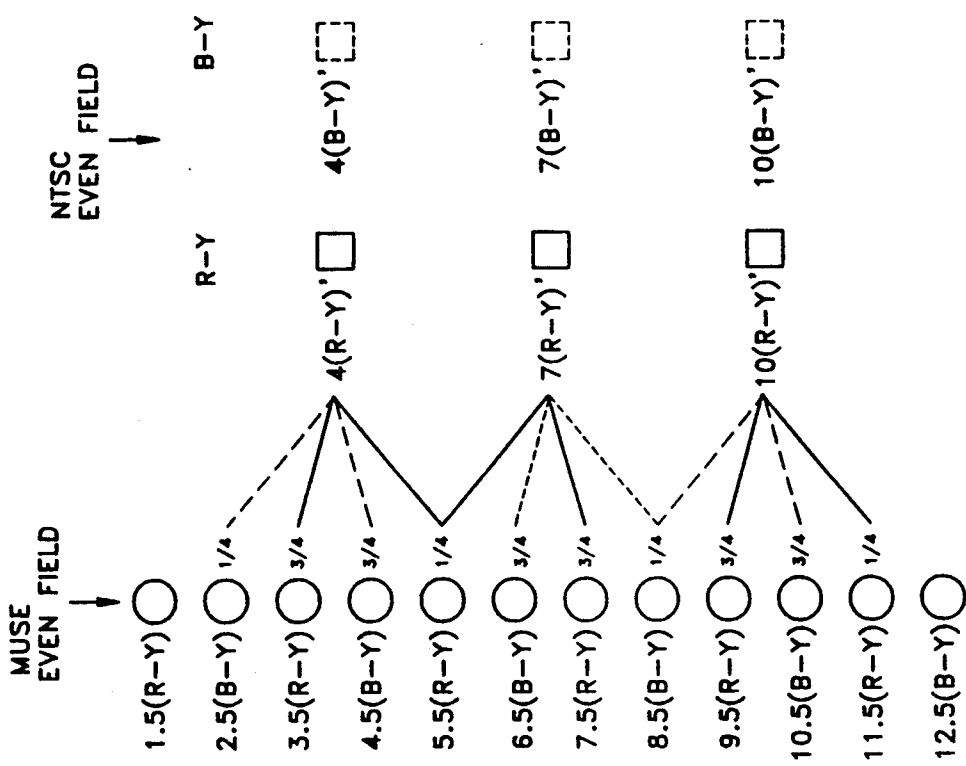 MUSE
EVEN FIELD
NTSC
EVEN FIELD
R-Y
B-Y
1.5(R-Y)
2.5(B-Y) 1/4
3.5(R-Y) 3/4
4(R-Y)'
4(B-Y)'
4.5(B-Y) 3/4
5.5(R-Y) 1/4
6.5(B-Y) 3/4
7(R-Y)'
7(B-Y)'
7.5(R-Y) 3/4
8.5(B-Y) 1/4
9.5(R-Y) 3/4
10(R-Y)'
10(B-Y)'
10.5(B-Y) 3/4
11.5(R-Y) 1/4
12.5(B-Y)